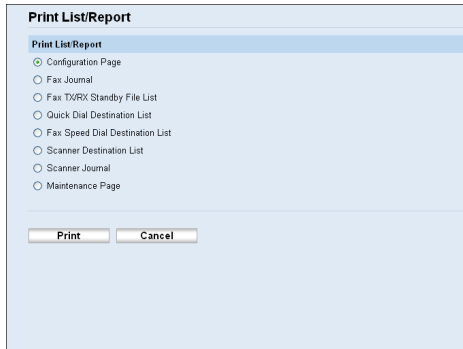 Print List/Report
Print List/Report
Configuration Page
Fax Journal
Fax TX/RX Standby File List
Quick Dial Destination List
Fax Speed Dial Destination List
Scanner Destination List
Scanner Journal
Maintenance Page
Print Cancel